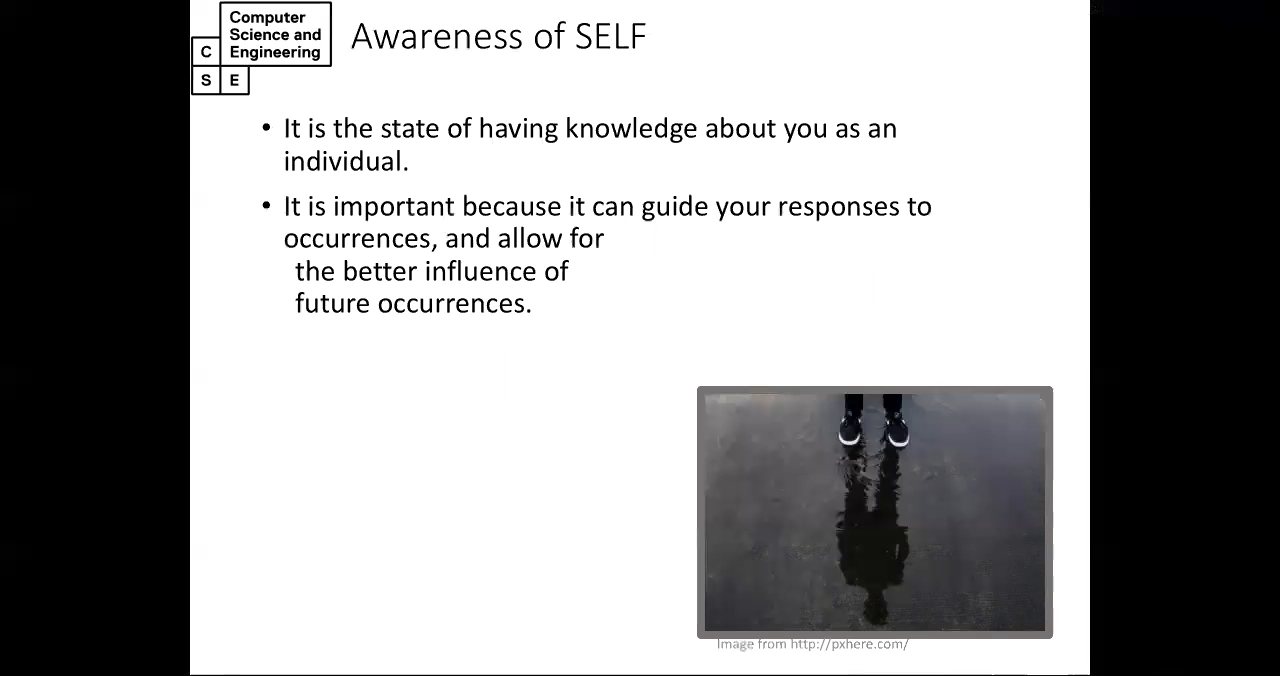 Computer
Science and
Engineering
C
S E
Awareness of SELF
• It is the state of having knowledge about you as an
individual.
• It is important because it can guide your responses to
occurrences, and allow for
the better influence of
future occurrences.
Image from http://pxhere.com/